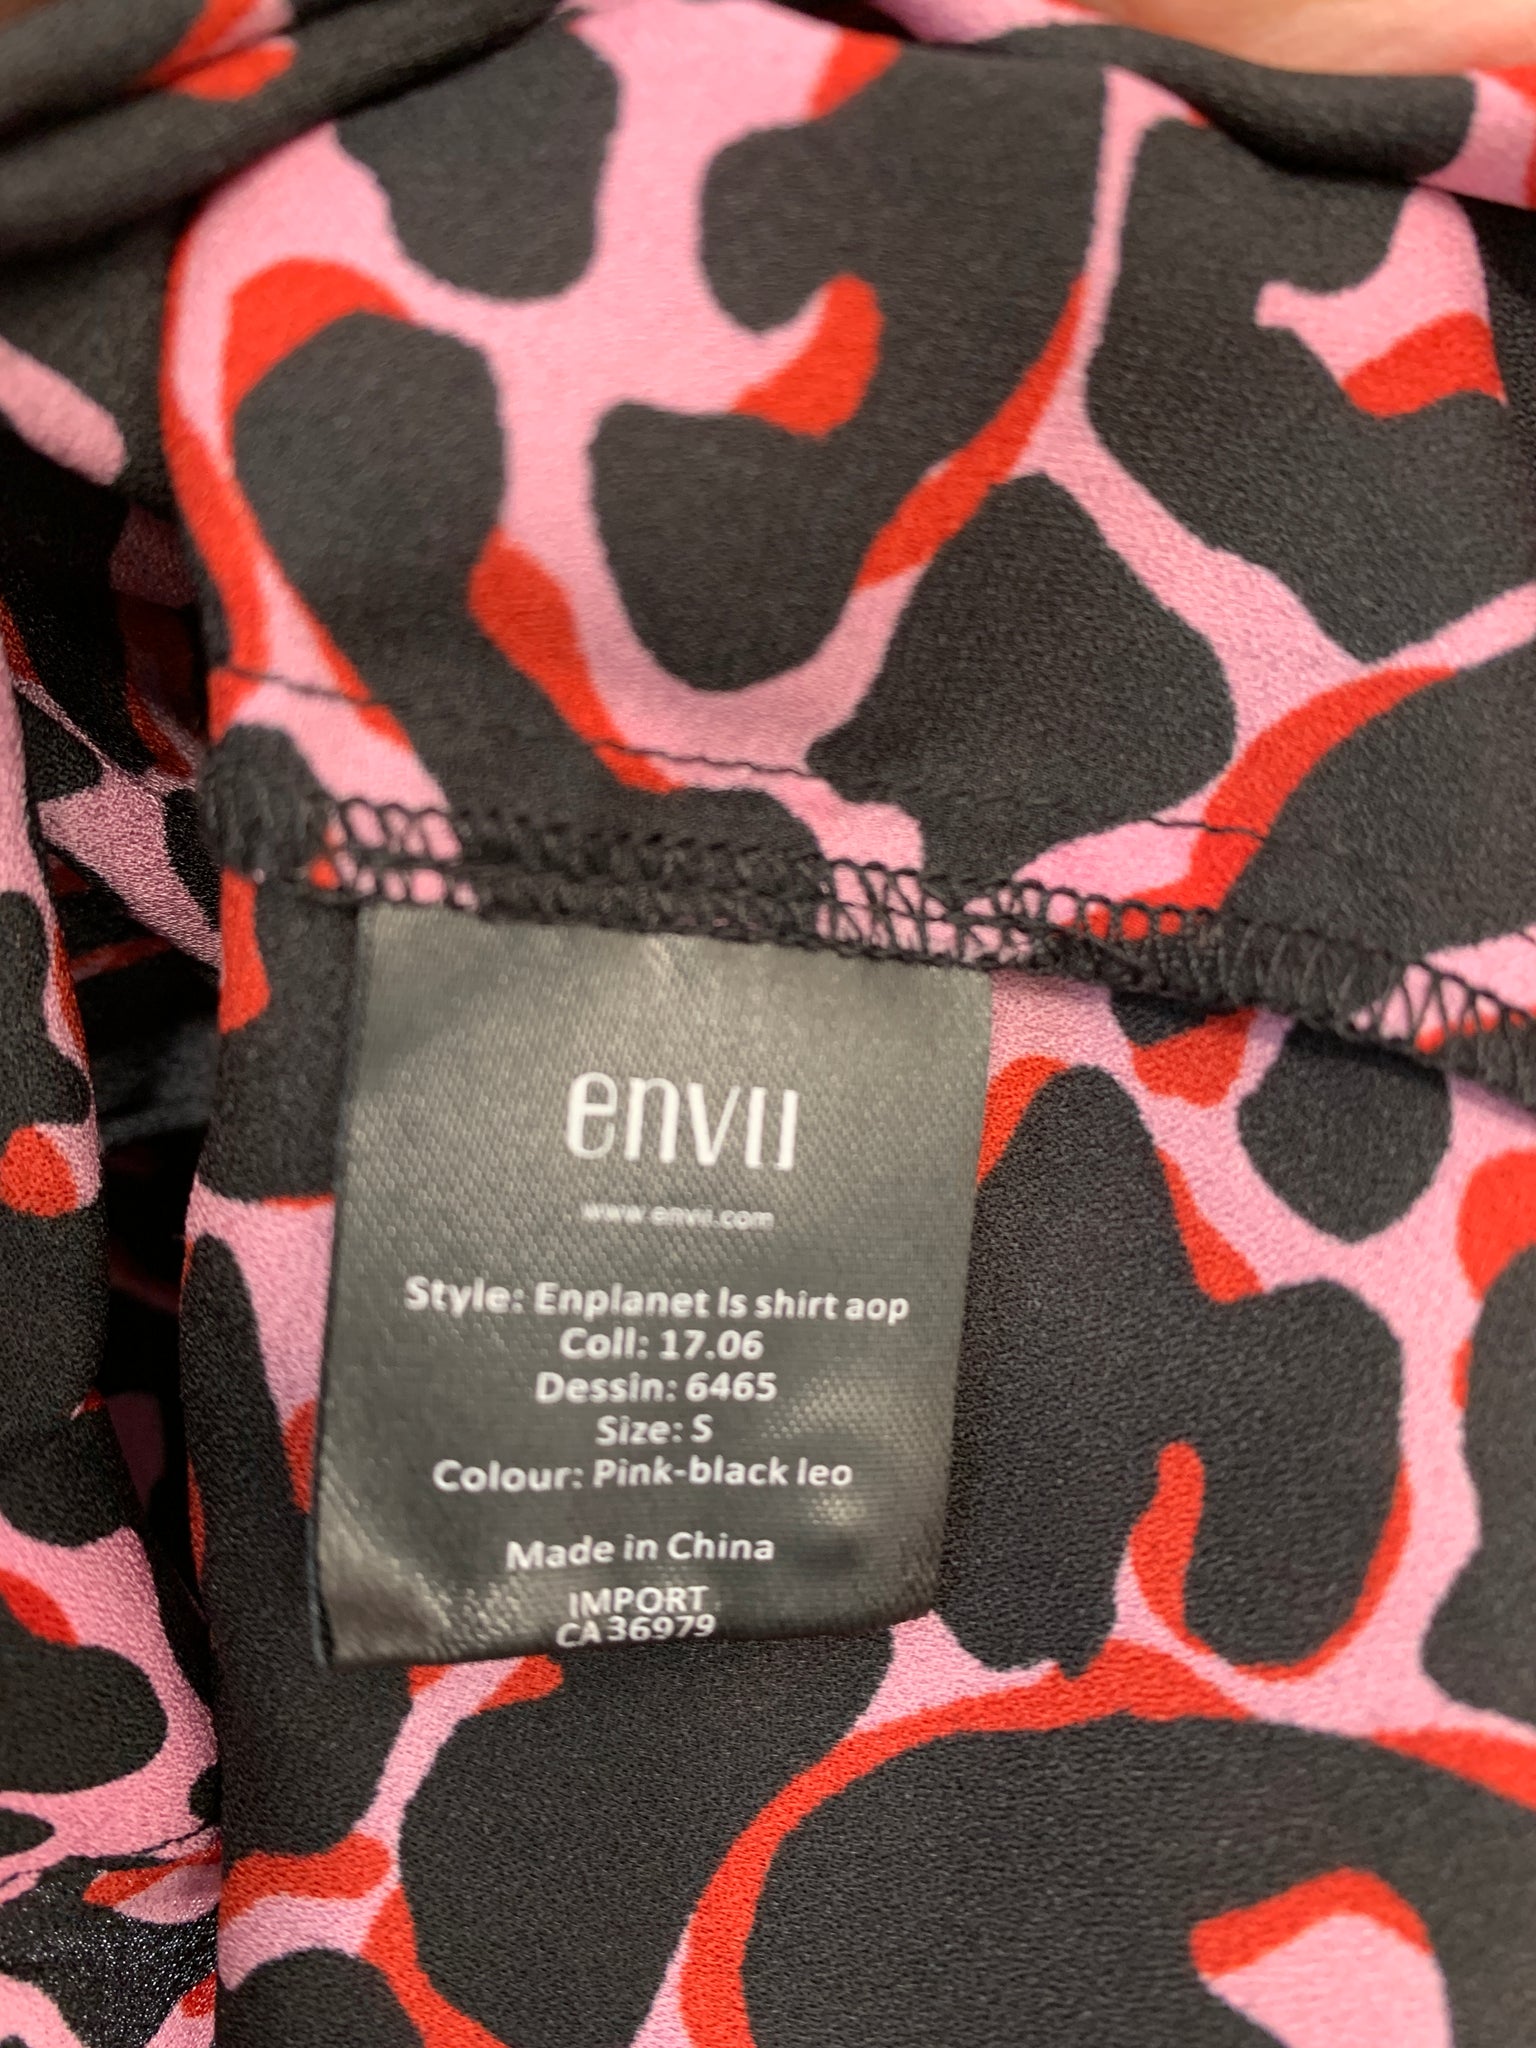 envii
www.envii.com
Style: Enplanet ls shirt aop
Coll: 17.06
Dessin: 6465
Size: S
Colour: Pink-black leo
Made in China
IMPORT
CA 36979